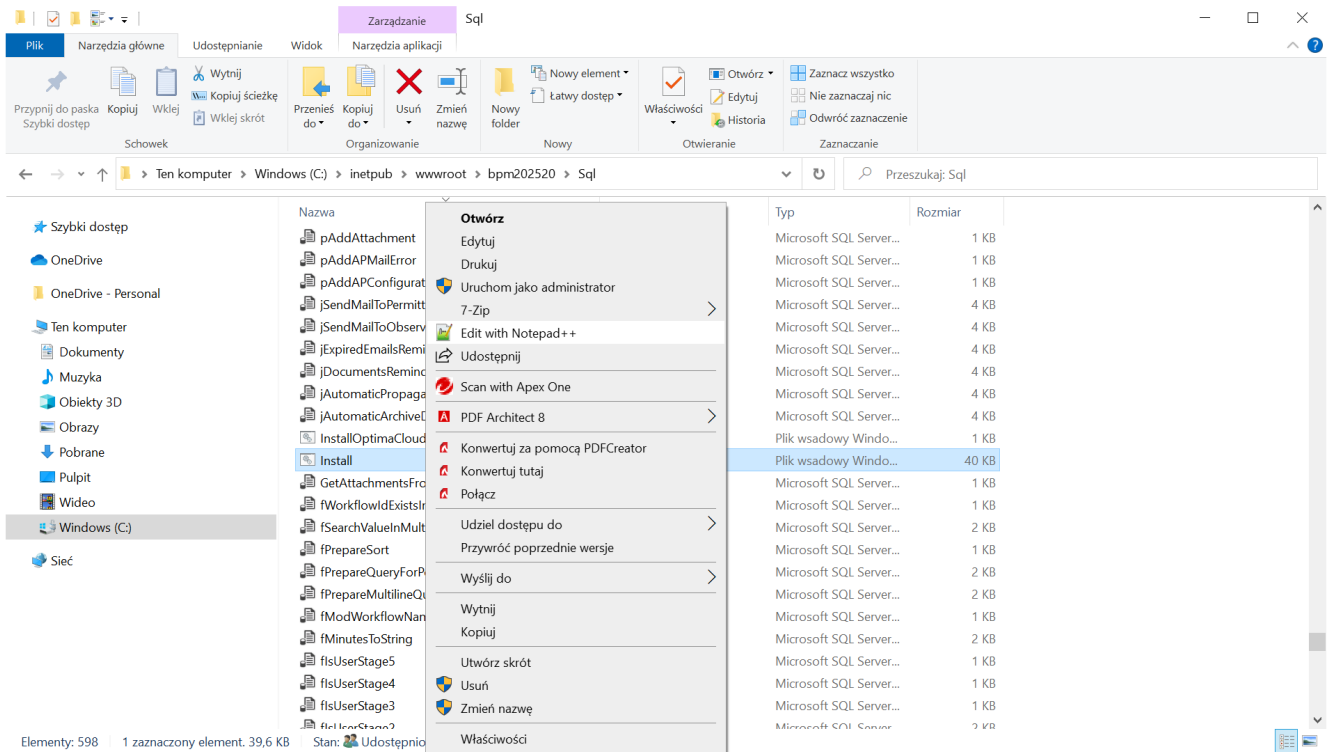 Zarządzanie
Sql
Plik
Narzędzia główne
Udostępnianie
Widok
Narzędzia aplikacji
Przypnij do paska
Szybki dostęp
Kopiuj
Wklej
Wytnij
Kopiuj ścieżkę
Wklej skrót
Schowek
Przenieś
do
Kopiuj
do
Usuń
Zmień
nazwę
Organizowanie
Nowy
folder
Nowy element
Łatwy dostęp
Nowy
Właściwości
Otwórz
Edytuj
Historia
Otwieranie
Zaznacz wszystko
Nie zaznaczaj nic
Odwróć zaznaczenie
Zaznaczanie
Ten komputer > Windows (C:) > inetpub > wwwroot > bpm202520 > Sql
Przeszukaj: Sql
Szybki dostęp
OneDrive
OneDrive - Personal
Ten komputer
Dokumenty
Muzyka
Obiekty 3D
Obrazy
Pobrane
Pulpit
Wideo
Windows (C:)
Sieć
Nazwa
Typ
Rozmiar
pAddAttachment
Microsoft SQL Server... 1 KB
pAddAPMailError
Microsoft SQL Server... 1 KB
pAddAPConfigurat
Microsoft SQL Server... 1 KB
jSendMailToPermitt
Microsoft SQL Server... 4 KB
jSendMailToObserv
Microsoft SQL Server... 4 KB
jExpiredEmailsRemi
Microsoft SQL Server... 4 KB
jDocumentsReminc
Microsoft SQL Server... 4 KB
jAutomaticPropaga
Microsoft SQL Server... 4 KB
jAutomaticArchive
Microsoft SQL Server... 4 KB
InstallOptimaCloud
Plik wsadowy Windo... 1 KB
Install
Plik wsadowy Windo... 40 KB
GetAttachmentsFro
Microsoft SQL Server... 1 KB
fWorkflowIdExistsIn
Microsoft SQL Server... 1 KB
fSearchValueInMult
Microsoft SQL Server... 2 KB
fPrepareSort
Microsoft SQL Server... 1 KB
fPrepareQueryForP
Microsoft SQL Server... 2 KB
fPrepareMultilineQu
Microsoft SQL Server... 2 KB
fModWorkflowNam
Microsoft SQL Server... 1 KB
fMinutesToString
Microsoft SQL Server... 2 KB
fIsUserStage5
Microsoft SQL Server... 1 KB
fIsUserStage4
Microsoft SQL Server... 1 KB
fIsUserStage3
Microsoft SQL Server... 1 KB
fIsUserStage2
Microsoft SQL Server... 2 KB
Otwórz
Edytuj
Drukuj
Uruchom jako administrator
7-Zip
Edit with Notepad++
Udostępnij
Scan with Apex One
PDF Architect 8
Konwertuj za pomocą PDFCreator
Konwertuj tutaj
Połącz
Udziel dostępu do
Przywróć poprzednie wersje
Wyślij do
Wytnij
Kopiuj
Utwórz skrót
Usuń
Zmień nazwę
Właściwości
Elementy: 598
1 zaznaczony element. 39,6 KB
Stan:
Udostępnio